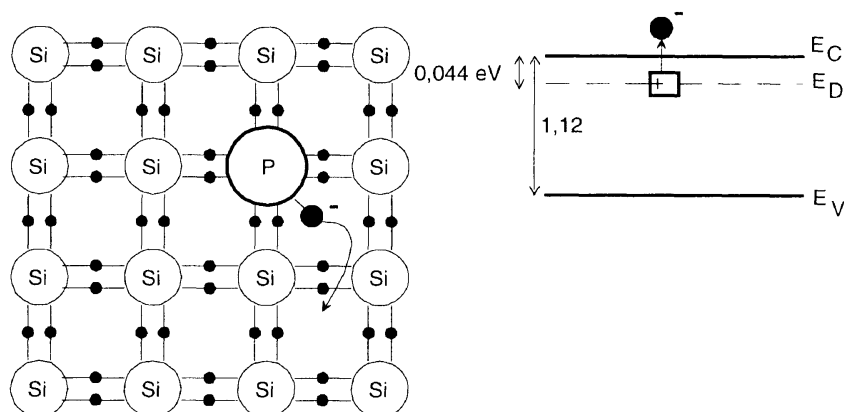 Si Si Si Si
Si Si P Si
-
Si Si Si Si
Si Si Si Si
-
E C
0,044 eV
+
E D
1,12
E V